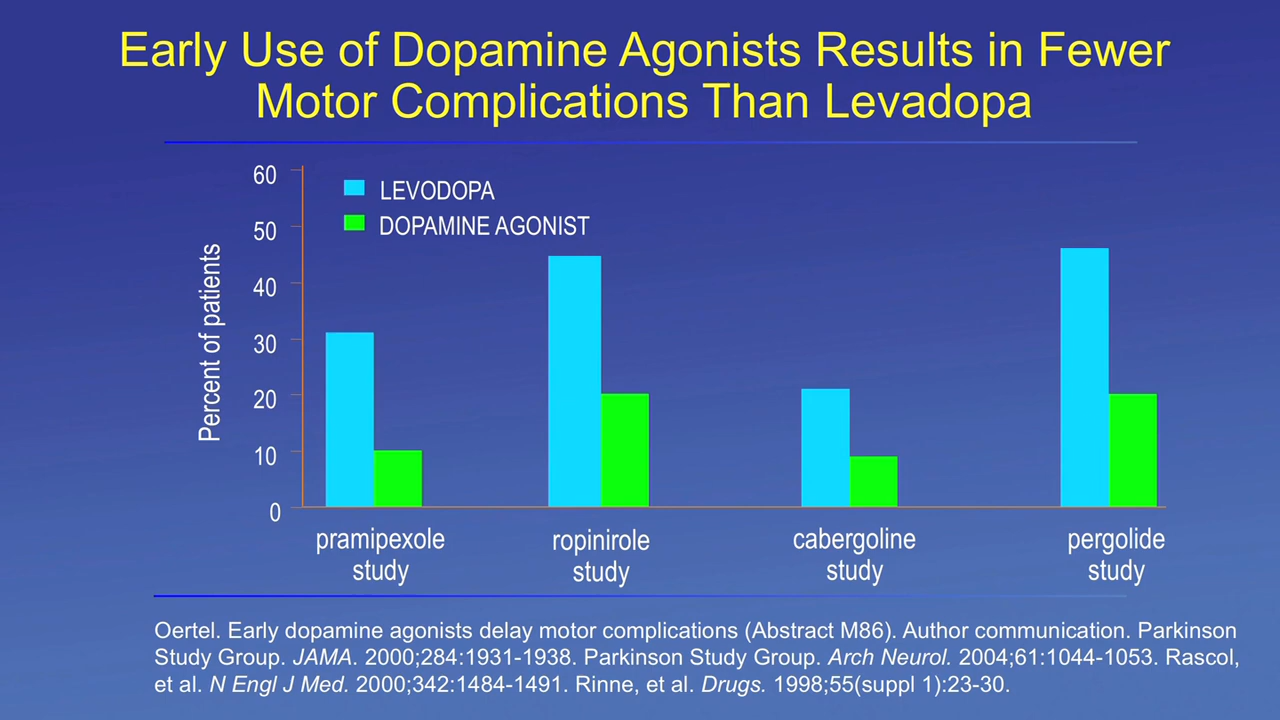 Early Use of Dopamine Agonists Results in Fewer
Motor Complications Than Levadopa
60
50
40
30
20
10
0
Percent of patients
LEVODOPA
DOPAMINE AGONIST
pramipexole
study
ropinirole
study
cabergoline
study
pergolide
study
Oertel. Early dopamine agonists delay motor complications (Abstract M86). Author communication. Parkinson
Study Group. JAMA. 2000;284:1931-1938. Parkinson Study Group. Arch Neurol. 2004;61:1044-1053. Rascol,
et al. N Engl J Med. 2000;342:1484-1491. Rinne, et al. Drugs. 1998;55(suppl 1):23-30.